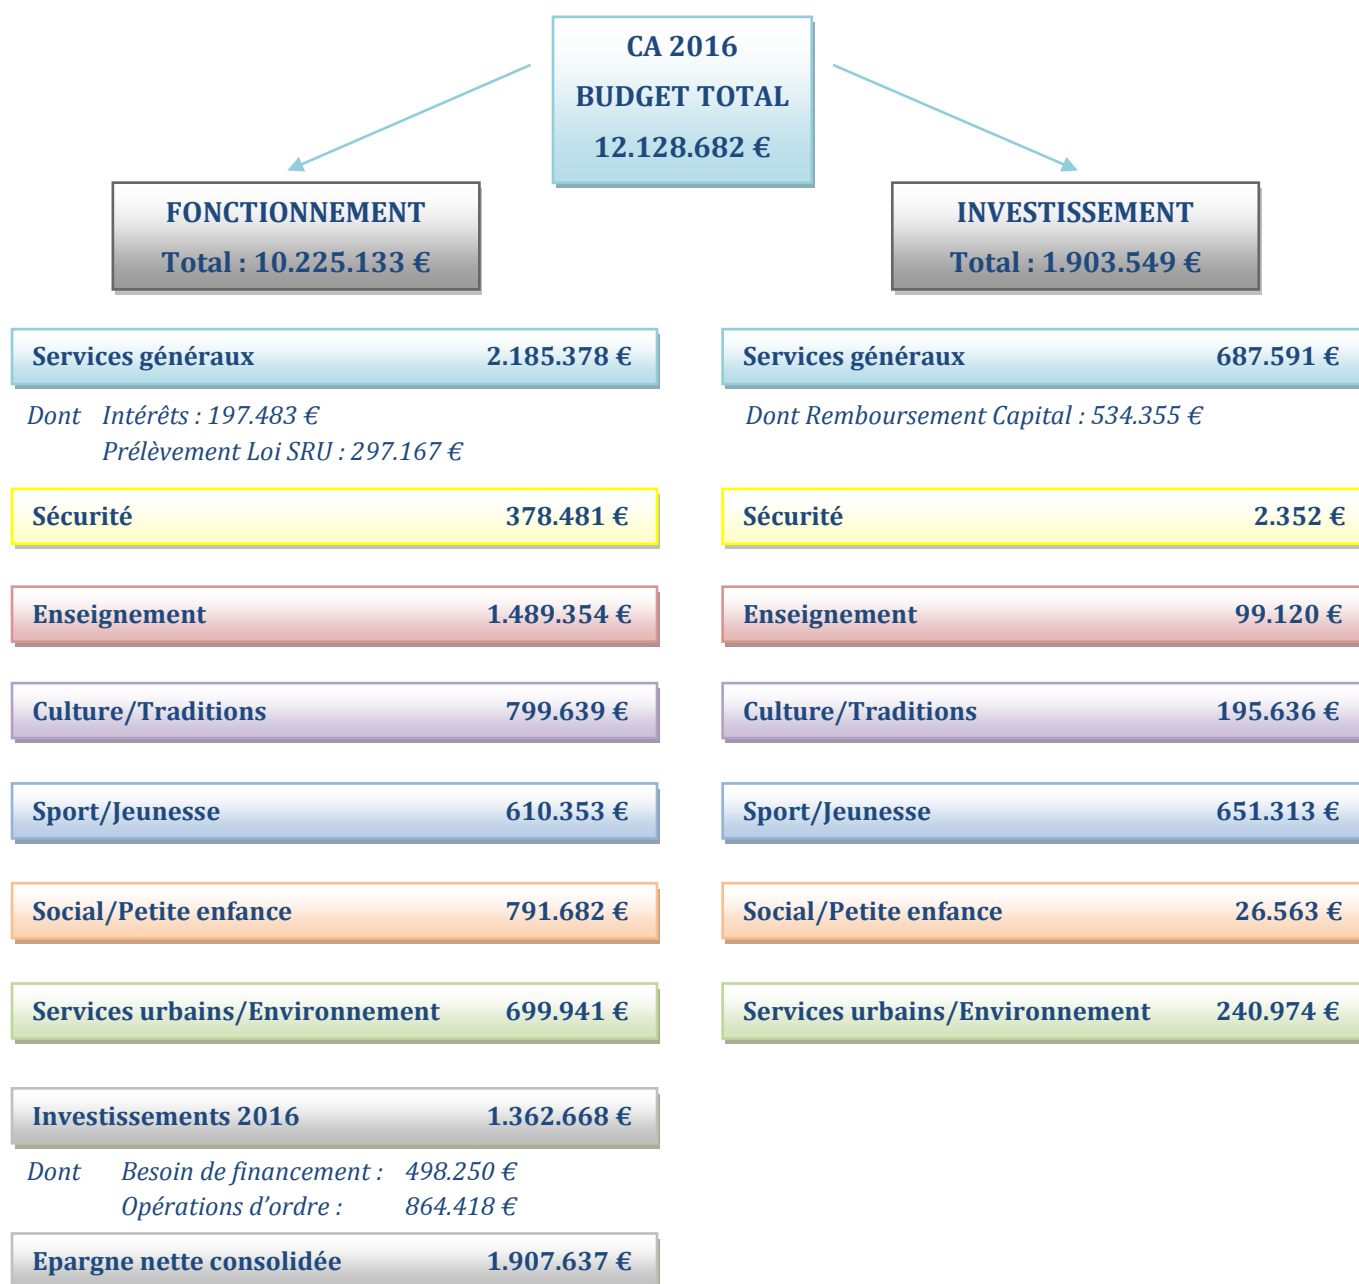 CA 2016
BUDGET TOTAL
12.128.682 €
FONCTIONNEMENT
Total : 10.225.133 €
INVESTISSEMENT
Total : 1.903.549 €
Services généraux 2.185.378 €
Dont Intérêts : 197.483 €
Prélèvement Loi SRU : 297.167 €
Sécurité 378.481 €
Enseignement 1.489.354 €
Culture/Traditions 799.639 €
Sport/Jeunesse 610.353 €
Social/Petite enfance 791.682 €
Services urbains/Environnement 699.941 €
Investissements 2016 1.362.668 €
Dont Besoin de financement : 498.250 €
Opérations d’ordre : 864.418 €
Epargne nette consolidée 1.907.637 €
Services généraux 687.591 €
Dont Remboursement Capital : 534.355 €
Sécurité 2.352 €
Enseignement 99.120 €
Culture/Traditions 195.636 €
Sport/Jeunesse 651.313 €
Social/Petite enfance 26.563 €
Services urbains/Environnement 240.974 €